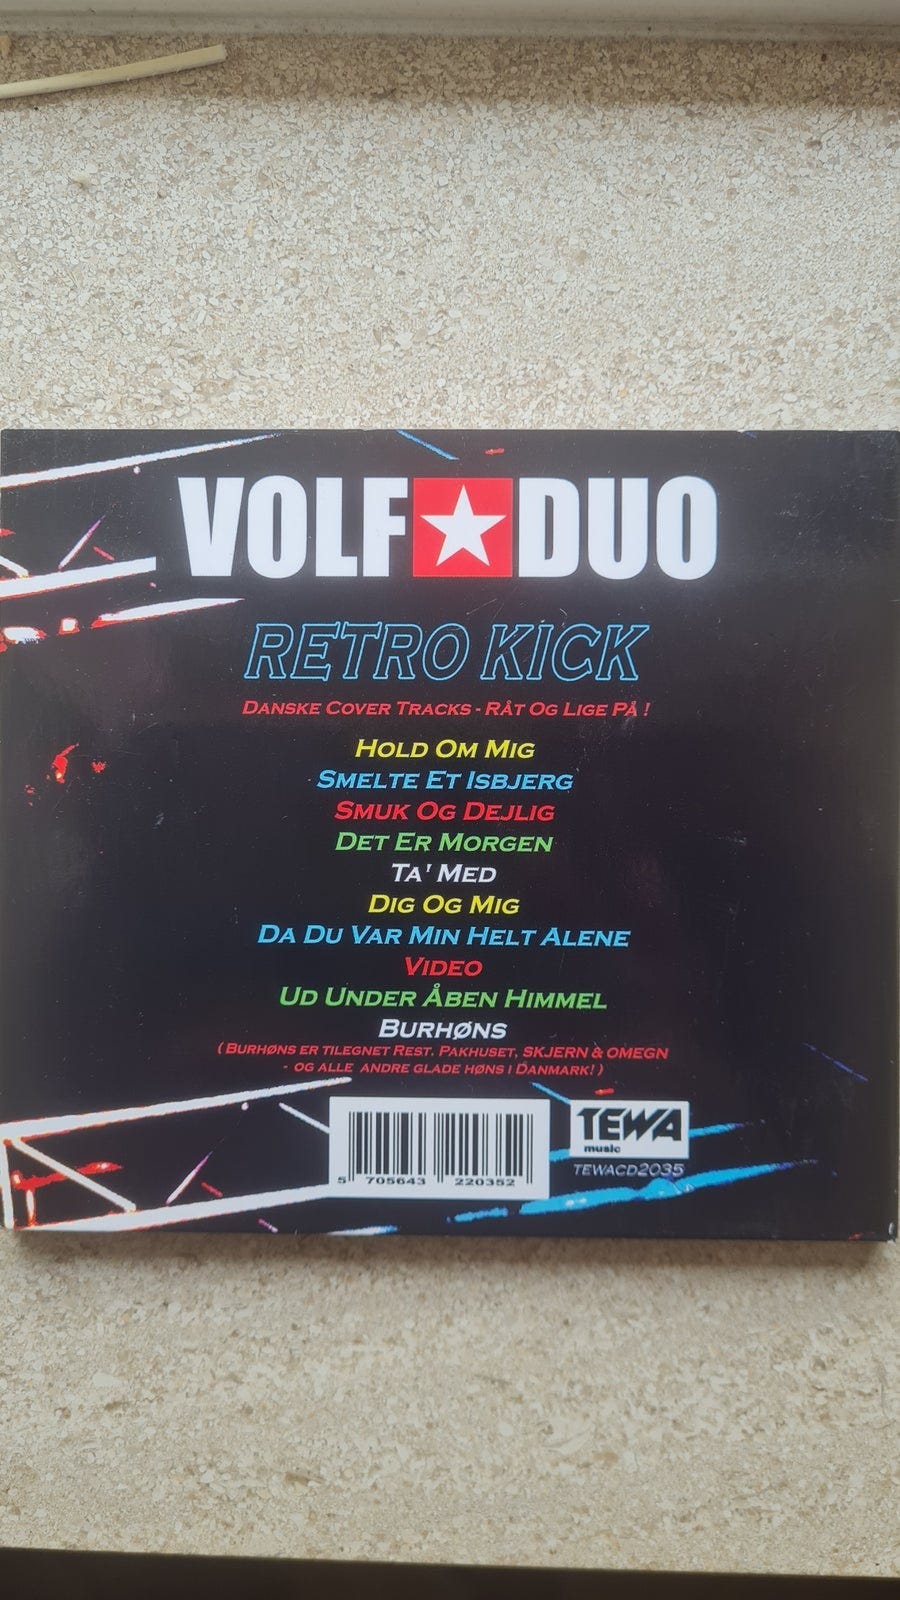 VOLF★DUO
RETRO KICK
DANSKE COVER TRACKS - RÅT OG LIGE PÅ !
HOLD OM MIG
SMELTE ET ISBJERG
SMUK OG DEJLIG
DET ER MORGEN
TA' MED
DIG OG MIG
DA DU VAR MIN HELT ALENE
VIDEO
UD UNDER ÅBEN HIMMEL
BURHØNS
( BURHØNS ER TILEGNET REST. PAKHUSET, SKJERN & OMEGN
- OG ALLE ANDRE GLADE HØNS I DANMARK! )
5 705643 220352
TEWA
music
TEWACD2035